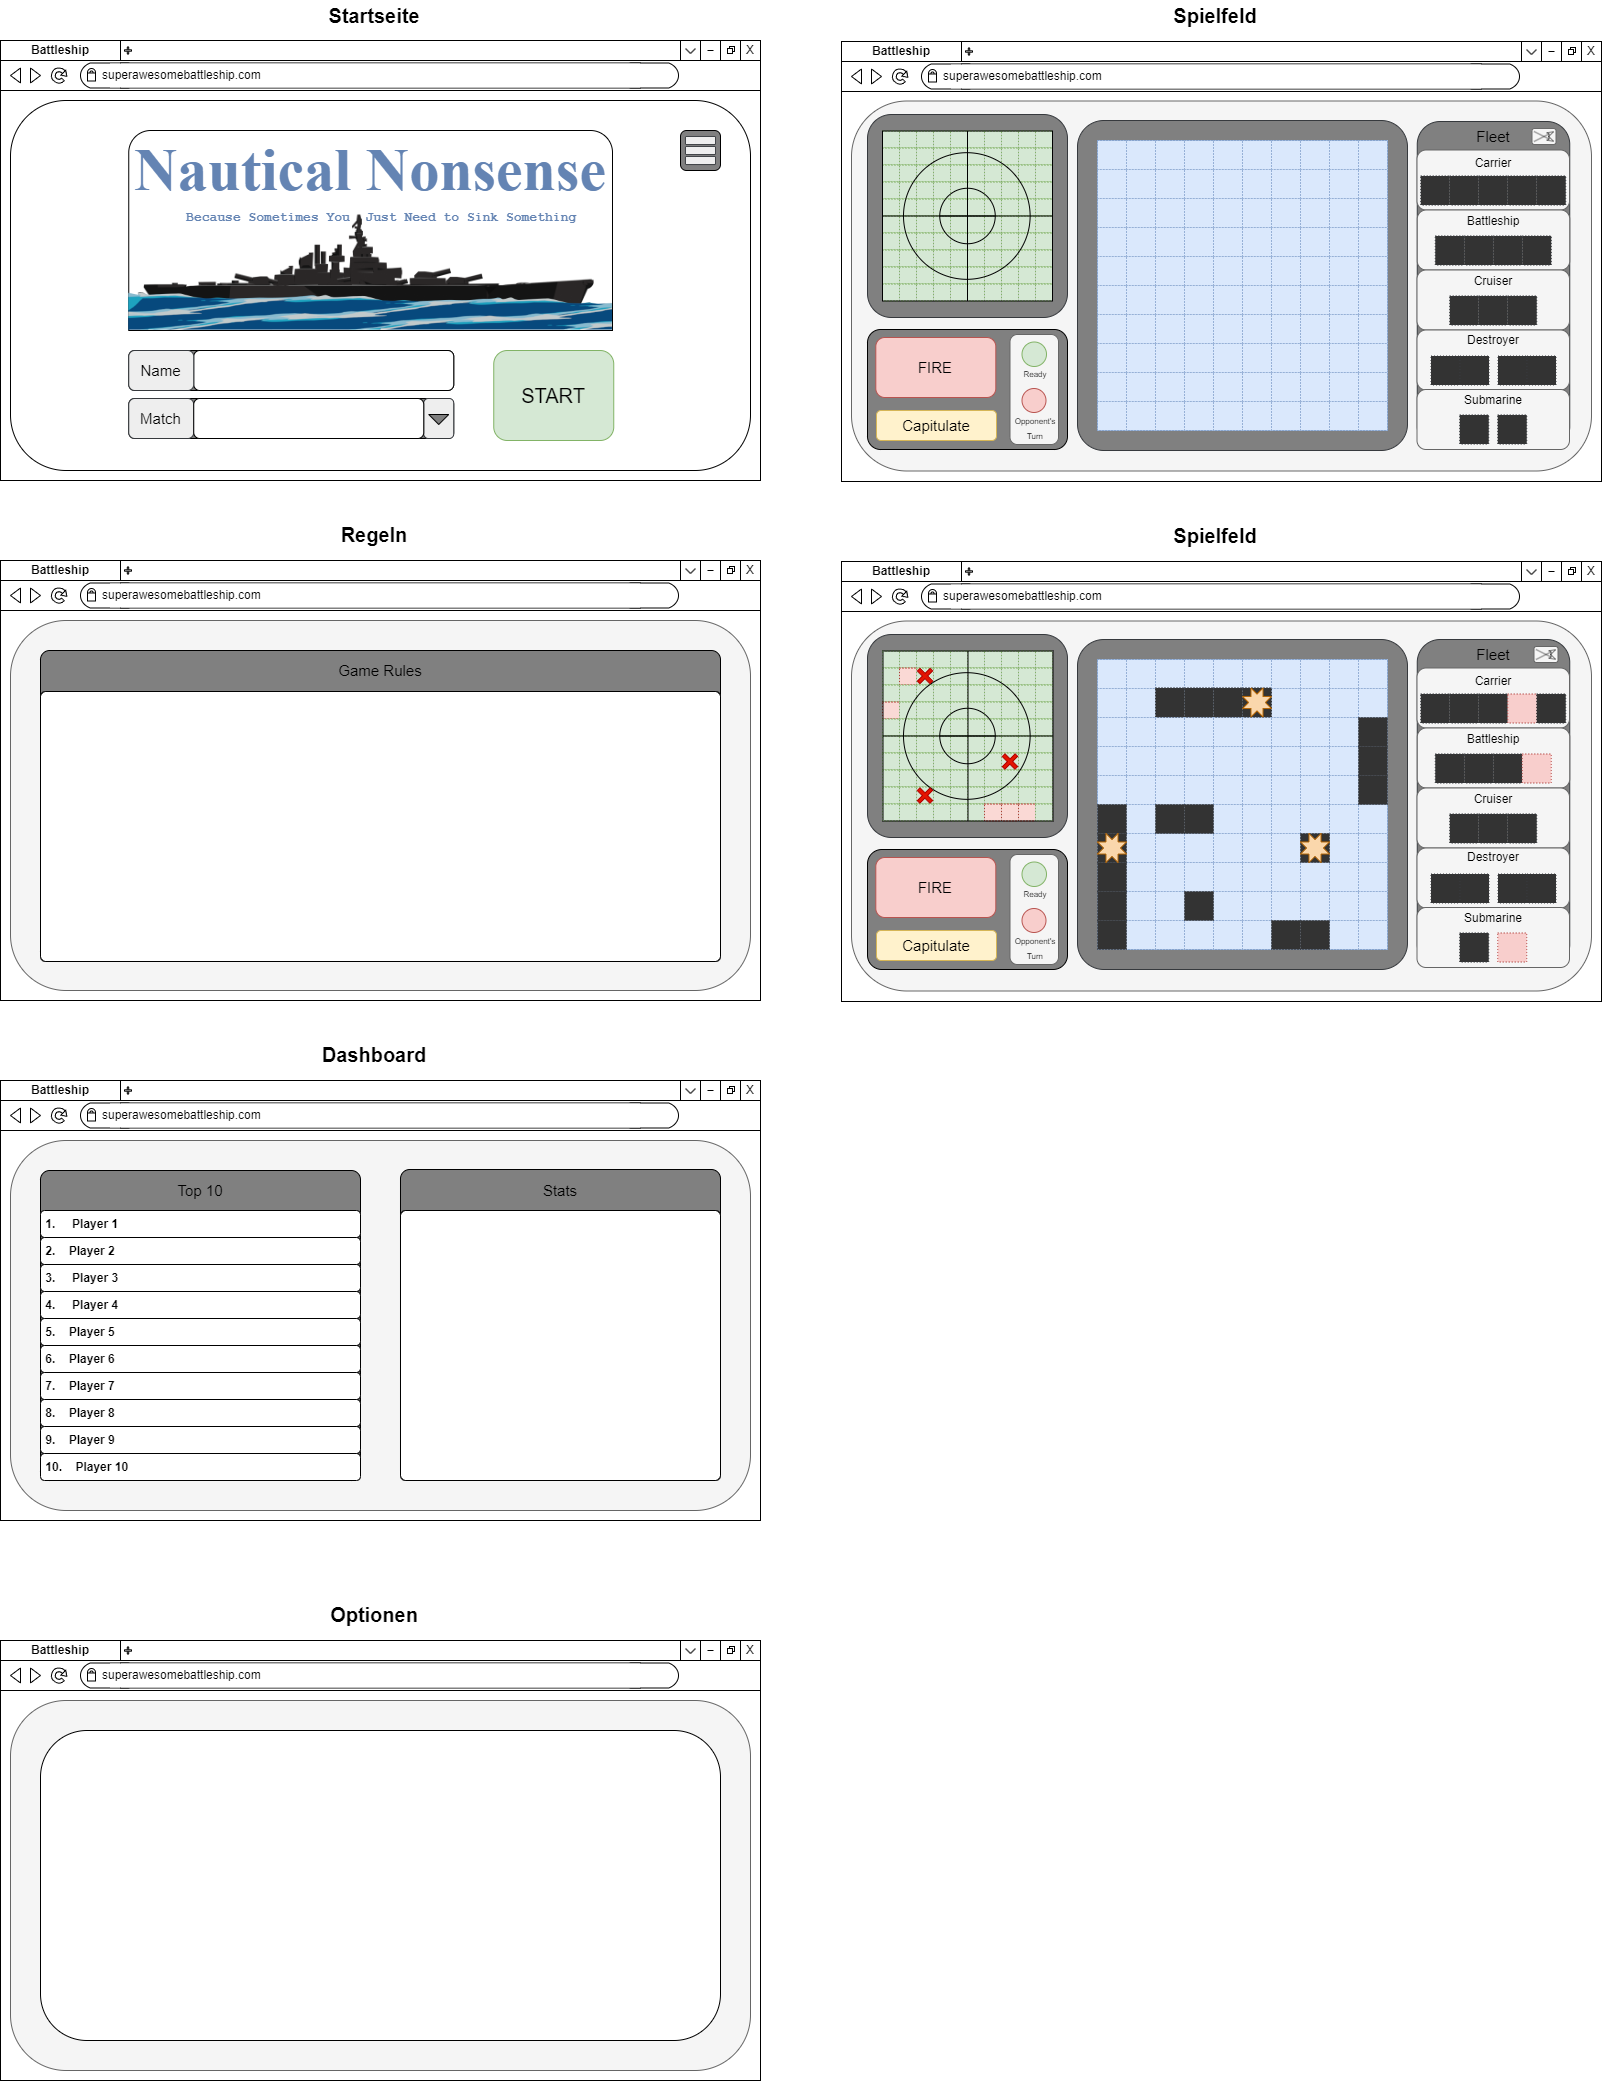 Startseite
Battleship
X
superawesomebattleship.com
Nautical Nonsense
Because Sometimes You Just Need to Sink Something
Name
Match
START
Spielfeld
Battleship
X
superawesomebattleship.com
FIRE
Capitulate
Ready
Opponent's
Turn
Fleet
Carrier
Battleship
Cruiser
Destroyer
Submarine
Regeln
Battleship
X
superawesomebattleship.com
Game Rules
Spielfeld
Battleship
X
superawesomebattleship.com
FIRE
Capitulate
Ready
Opponent's
Turn
Fleet
Carrier
Battleship
Cruiser
Destroyer
Submarine
Dashboard
Battleship
X
superawesomebattleship.com
Top 10
1. Player 1
2. Player 2
3. Player 3
4. Player 4
5. Player 5
6. Player 6
7. Player 7
8. Player 8
9. Player 9
10. Player 10
Stats
Optionen
Battleship
X
superawesomebattleship.com